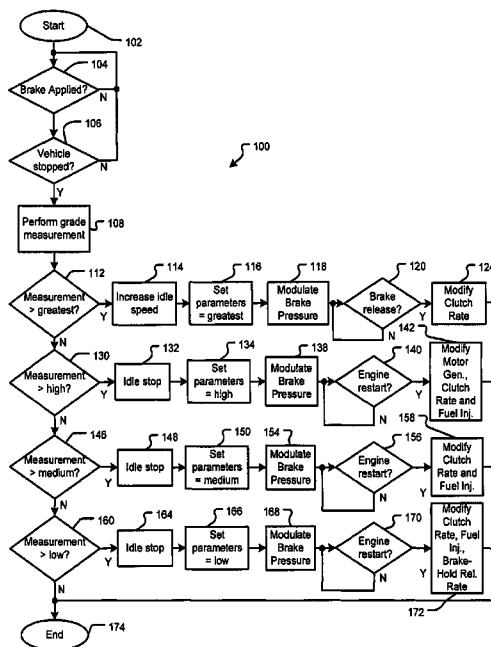 Start
102
104
Brake Applied?
N
106
Vehicle
stopped?
N
Y
100
Perform grade
measurement
108
112
Measurement
> greatest?
Y
N
114
Increase idle
speed
116
Set
parameters
= greatest
118
Modulate
Brake
Pressure
120
Brake
release?
N
Y
124
Modify
Clutch
Rate
130
Measurement
> high?
Y
N
132
Idle stop
134
Set
parameters
= high
138
Modulate
Brake
Pressure
140
Engine
restart?
N
Y
142
Modify
Motor
Gen.,
Clutch
Rate and
Fuel Inj.
146
Measurement
> medium?
Y
N
148
Idle stop
150
Set
parameters
= medium
154
Modulate
Brake
Pressure
156
Engine
restart?
N
Y
158
Modify
Clutch
Rate and
Fuel Inj.
160
Measurement
> low?
Y
N
164
Idle stop
166
Set
parameters
= low
168
Modulate
Brake
Pressure
170
Engine
restart?
N
Y
Modify
Clutch
Rate, Fuel
Inj.,
Brake-
Hold Rel.
Rate
172
End
174